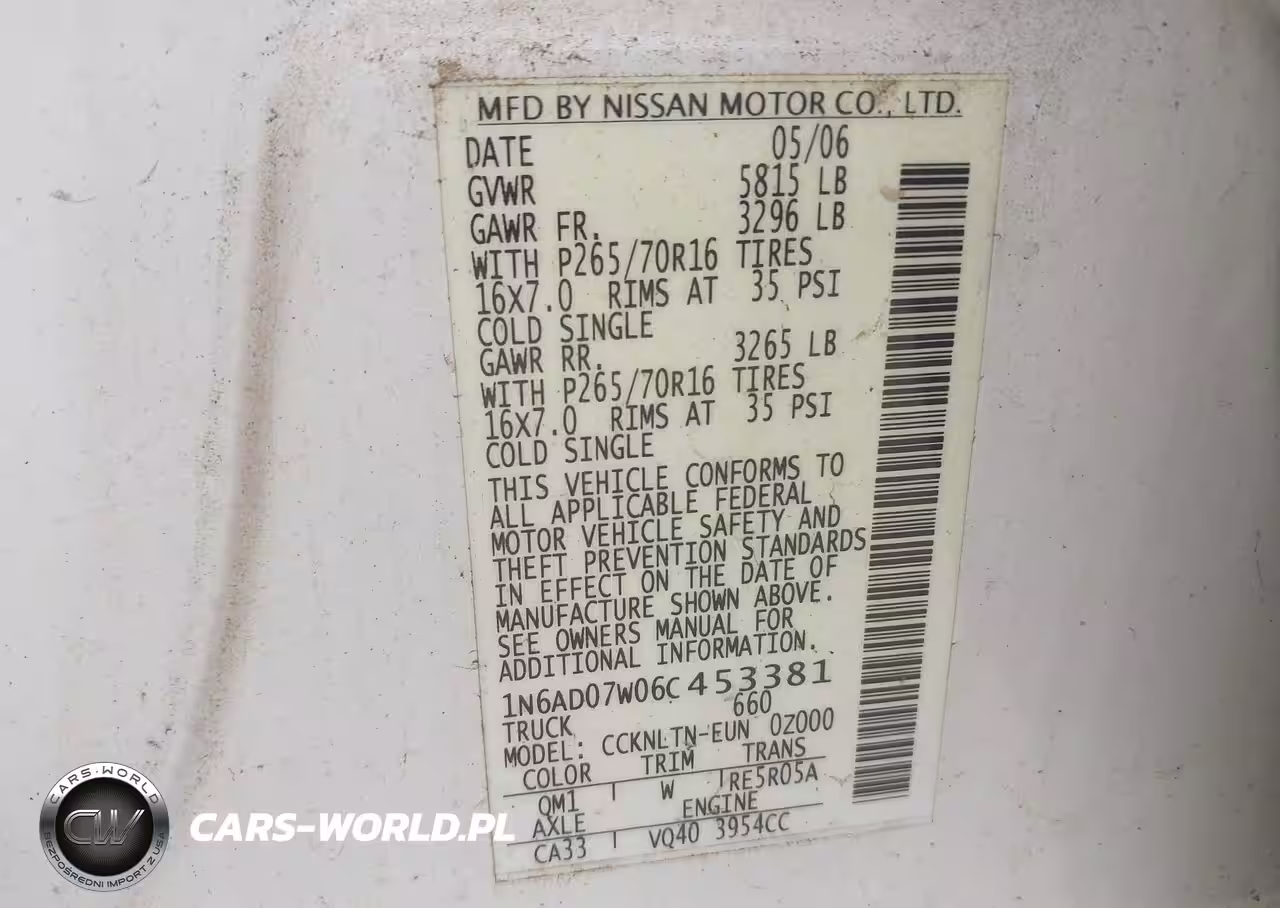 MFD BY NISSAN MOTOR CO., LTD.
DATE 05/06
GVWR 5815 LB
GAWR FR. 3296 LB
WITH P265/70R16 TIRES
16X7.0 RIMS AT 35 PSI
COLD SINGLE
GAWR RR. 3265 LB
WITH P265/70R16 TIRES
16X7.0 RIMS AT 35 PSI
COLD SINGLE
THIS VEHICLE CONFORMS TO
ALL APPLICABLE FEDERAL
MOTOR VEHICLE SAFETY AND
THEFT PREVENTION STANDARDS
IN EFFECT ON THE DATE OF
MANUFACTURE SHOWN ABOVE.
SEE OWNERS MANUAL FOR
ADDITIONAL INFORMATION.
1N6AD07W06C453381
TRUCK 660
MODEL: CCKNLTN-EUN 0Z000
COLOR TRIM TRANS
QM1 W RE5R05A
AXLE ENGINE
CA33 VQ40 3954CC
CARS-WORLD
CW
BEZPOŚREDNI IMPORT Z USA
CARS-WORLD.PL